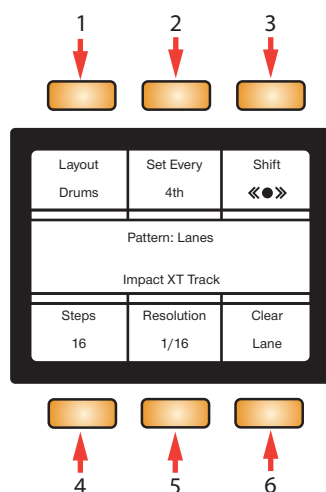 1 2 3
Layout Set Every Shift
Drums 4th «●»
Pattern: Lanes
Impact XT Track
Steps Resolution Clear
16 1/16 Lane
4 5 6